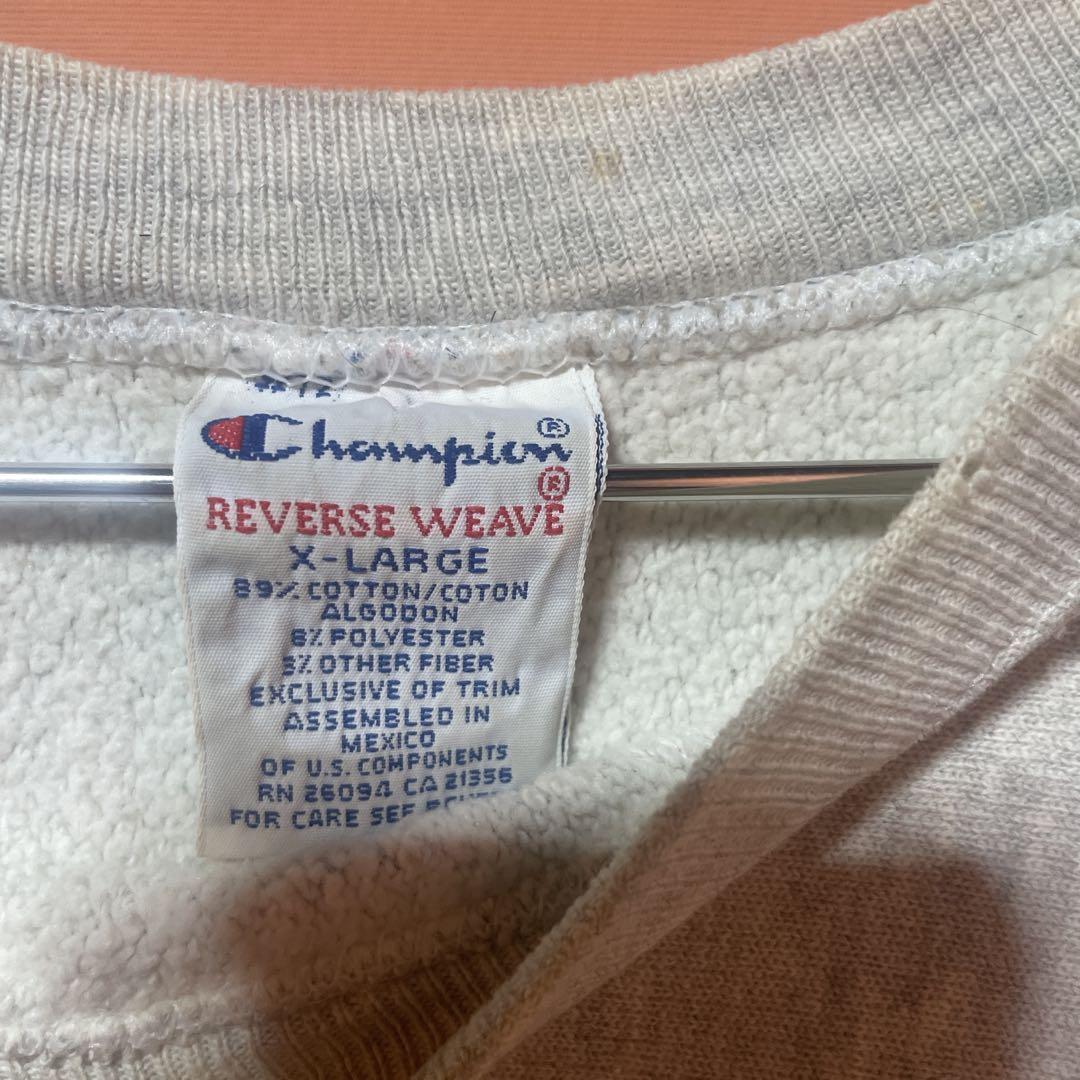 Champion®
REVERSE WEAVE®
X-LARGE
89% COTTON/COTON
ALGODON
8% POLYESTER
3% OTHER FIBER
EXCLUSIVE OF TRIM
ASSEMBLED IN
MEXICO
OF U.S. COMPONENTS
RN 26094 CA 21356
FOR CARE SEE